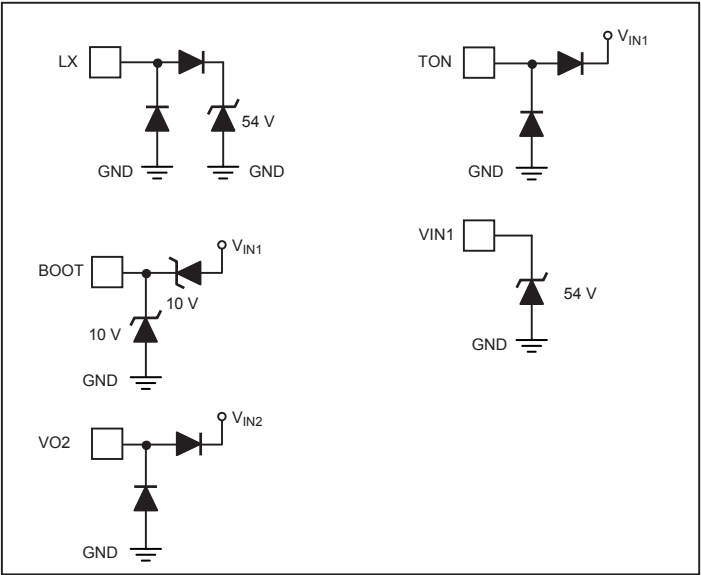 LX
54 V
GND
GND
BOOT
V_IN1
10 V
10 V
GND
VO2
V_IN2
GND
TON
V_IN1
GND
VIN1
54 V
GND